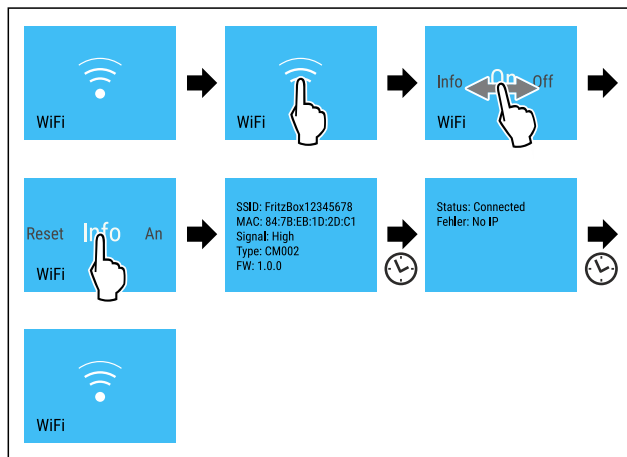 WiFi
WiFi
Info On Off
WiFi
Reset Info An
WiFi
SSID: FritzBox12345678
MAC: 84:7B:EB:1D:2D:C1
Signal: High
Type: CM002
FW: 1.0.0
Status: Connected
Fehler: No IP
WiFi